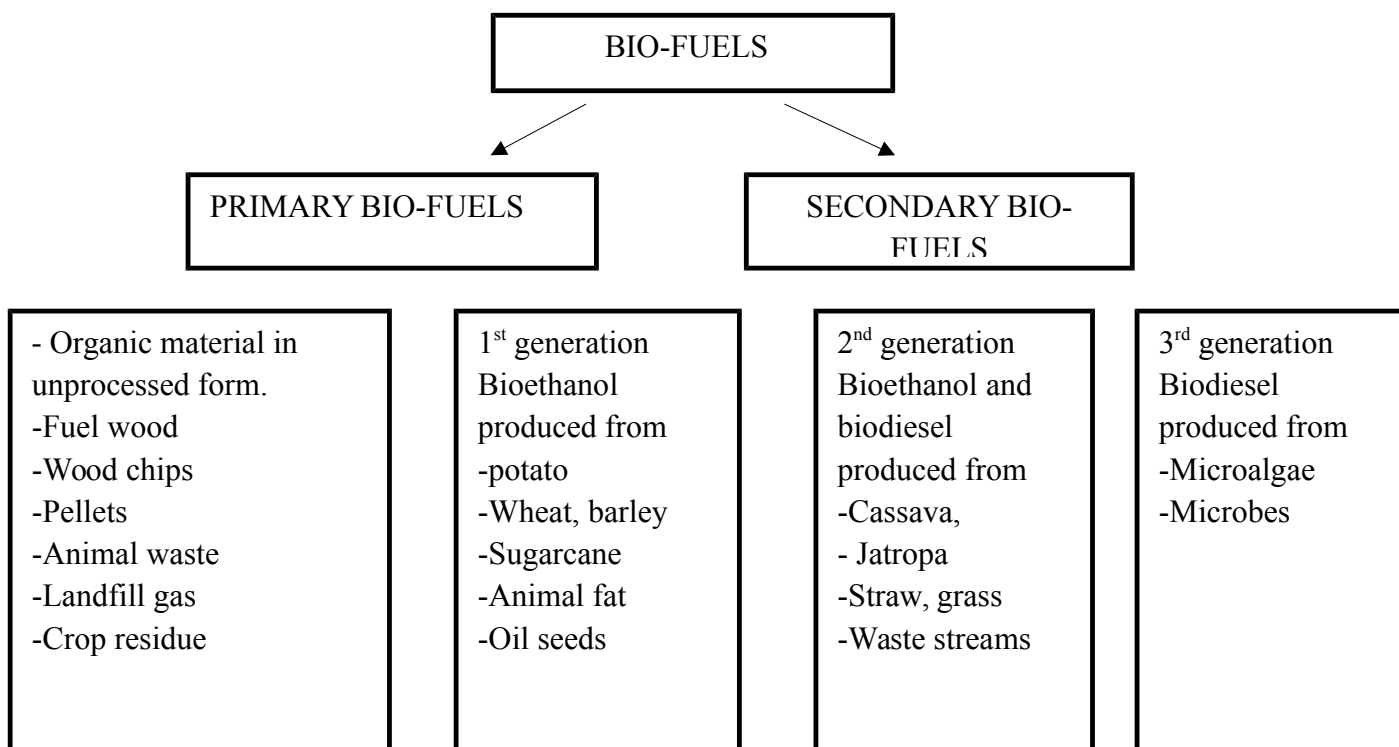 BIO-FUELS
PRIMARY BIO-FUELS
SECONDARY BIO-
FUELS
- Organic material in
unprocessed form.
-Fuel wood
-Wood chips
-Pellets
-Animal waste
-Landfill gas
-Crop residue
1st generation
Bioethanol
produced from
-potato
-Wheat, barley
-Sugarcane
-Animal fat
-Oil seeds
2nd generation
Bioethanol and
biodiesel
produced from
-Cassava,
- Jatropa
-Straw, grass
-Waste streams
3rd generation
Biodiesel
produced from
-Microalgae
-Microbes